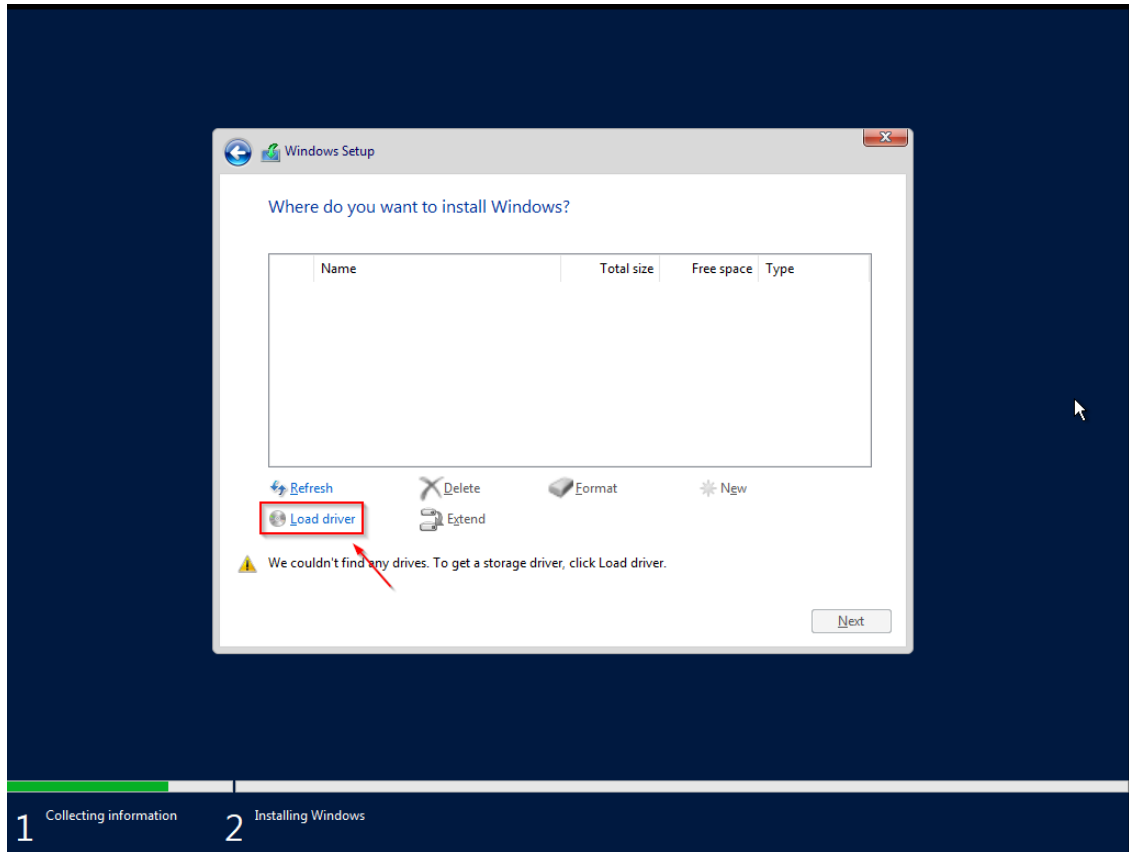 Windows Setup
Where do you want to install Windows?
Name Total size Free space Type
Refresh Delete Format New
Load driver Extend
We couldn't find any drives. To get a storage driver, click Load driver.
Next
1 Collecting information 2 Installing Windows